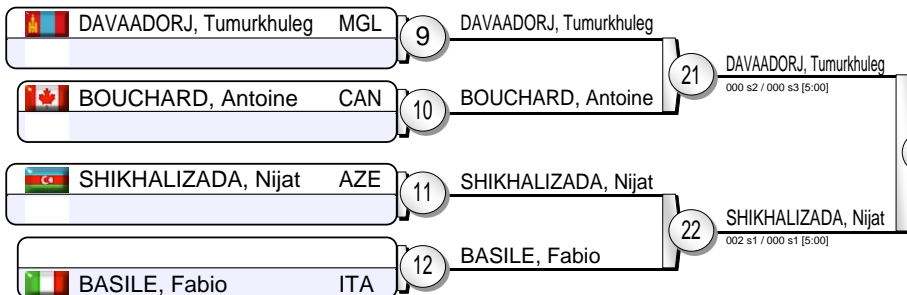 DAVAADORJ, Tumurkhuleg MGL
9
DAVAADORJ, Tumurkhuleg
21
DAVAADORJ, Tumurkhuleg
000 s2 / 000 s3 [5:00]
BOUCHARD, Antoine CAN
10
BOUCHARD, Antoine
SHIKHALIZADA, Nijat AZE
11
SHIKHALIZADA, Nijat
22
SHIKHALIZADA, Nijat
002 s1 / 000 s1 [5:00]
BASILE, Fabio ITA
12
BASILE, Fabio